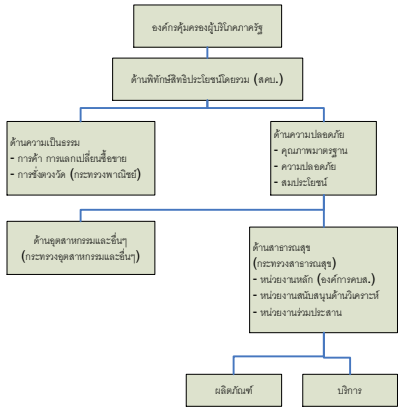 องค์กรคุ้มครองผู้บริโภคภาครัฐ
ด้านพิทักษ์สิทธิประโยชน์โดยรวม (สคบ.)
ด้านความเป็นธรรม
- การค้า การแลกเปลี่ยนซื้อขาย
- การชั่งตวงวัด (กระทรวงพาณิชย์)
ด้านความปลอดภัย
- คุณภาพมาตรฐาน
- ความปลอดภัย
- สมประโยชน์
ด้านอุตสาหกรรมและอื่นๆ
(กระทรวงอุตสาหกรรมและอื่นๆ)
ด้านสาธารณสุข
(กระทรวงสาธารณสุข)
- หน่วยงานหลัก (องค์การคบส.)
- หน่วยงานสนับสนุนด้านวิเคราะห์
- หน่วยงานร่วมประสาน
ผลิตภัณฑ์
บริการ